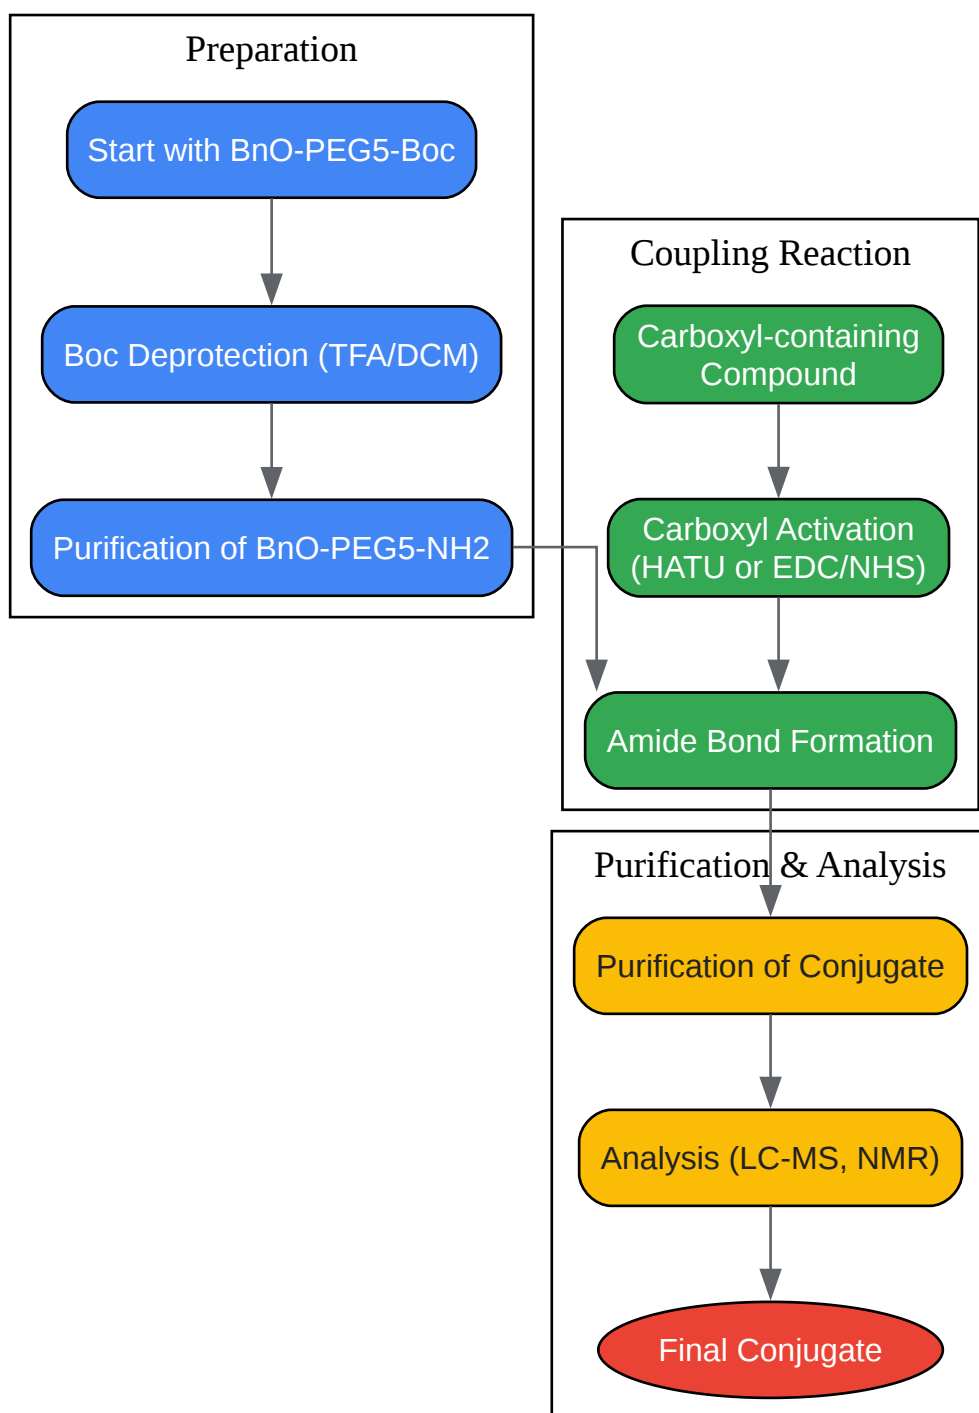 Preparation
Start with BnO-PEG5-Boc
Boc Deprotection (TFA/DCM)
Purification of BnO-PEG5-NH2
Coupling Reaction
Carboxyl-containing
Compound
Carboxyl Activation
(HATU or EDC/NHS)
Amide Bond Formation
Purification & Analysis
Purification of Conjugate
Analysis (LC-MS, NMR)
Final Conjugate